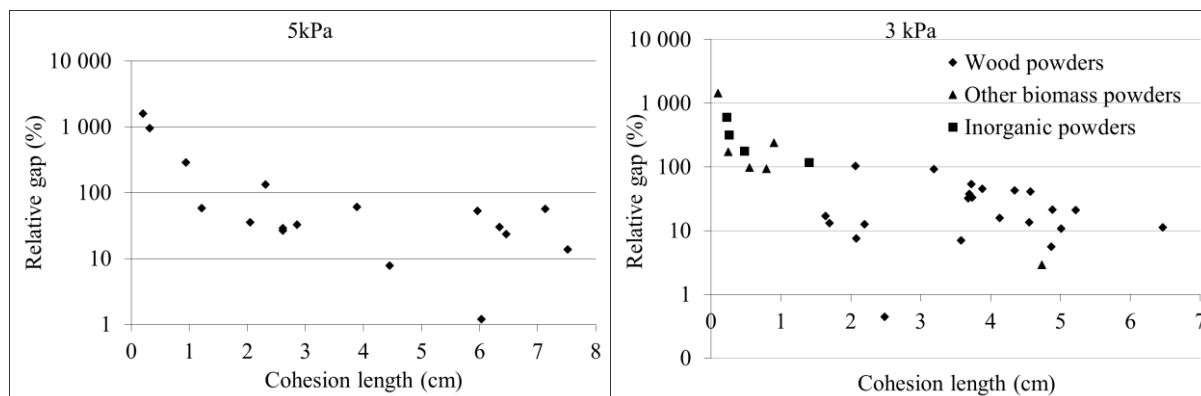 5kPa
10 000
1 000
100
10
1
Relative gap (%)
0 1 2 3 4 5 6 7 8
Cohesion length (cm)
3 kPa
10 000
1 000
100
10
1
0
Relative gap (%)
Wood powders
Other biomass powders
Inorganic powders
0 1 2 3 4 5 6 7
Cohesion length (cm)